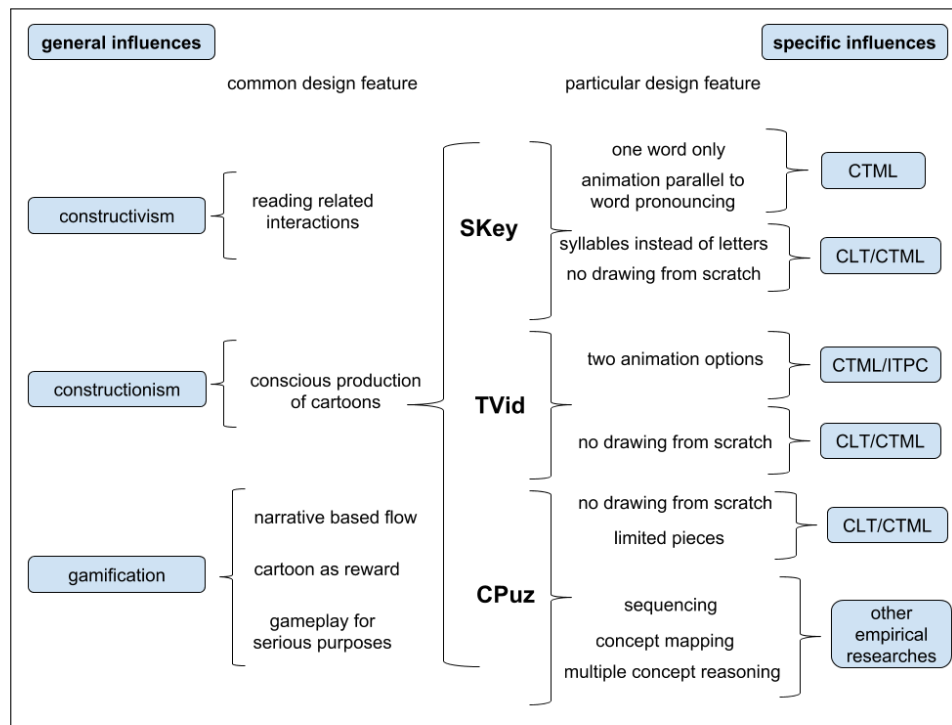 general influences
specific influences
common design feature
particular design feature
constructivism
reading related
interactions
constructionism
conscious production
of cartoons
gamification
narrative based flow
cartoon as reward
gameplay for
serious purposes
SKey
one word only
animation parallel to
word pronouncing
CTML
syllables instead of letters
no drawing from scratch
CLT/CTML
TVid
two animation options
CTML/ITPC
no drawing from scratch
CLT/CTML
CPuz
no drawing from scratch
limited pieces
CLT/CTML
sequencing
concept mapping
multiple concept reasoning
other
empirical
researches